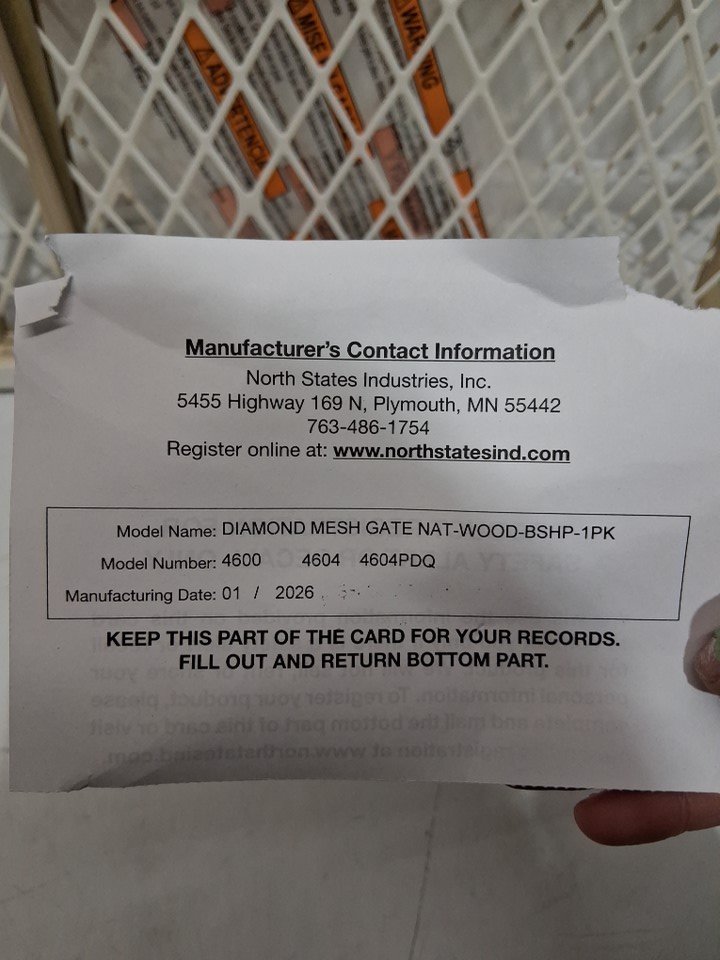 WARNING
ADVERTENCIA
Manufacturer's Contact Information
North States Industries, Inc.
5455 Highway 169 N, Plymouth, MN 55442
763-486-1754
Register online at: www.northstatesind.com
Model Name: DIAMOND MESH GATE NAT-WOOD-BSHP-1PK
Model Number: 4600 4604 4604PDQ
Manufacturing Date: 01 / 2026
KEEP THIS PART OF THE CARD FOR YOUR RECORDS.
FILL OUT AND RETURN BOTTOM PART.